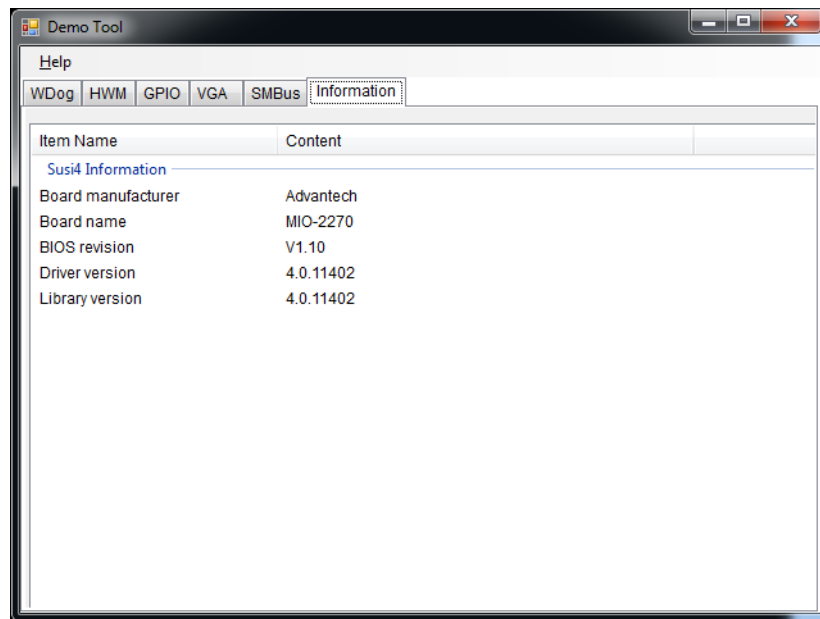 Demo Tool
Help
WDog HWM GPIO VGA SMBus Information
Item Name Content
Susi4 Information
Board manufacturer Advantech
Board name MIO-2270
BIOS revision V1.10
Driver version 4.0.11402
Library version 4.0.11402